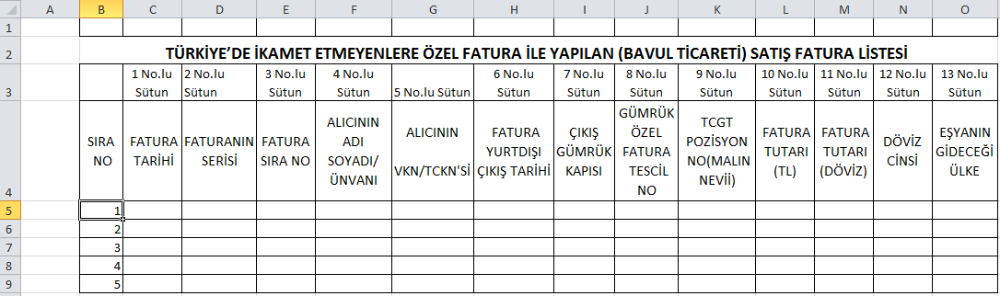 A B C D E F G H I J K L M N O
1
2 TÜRKİYE'DE İKAMET ETMEYENLERE ÖZEL FATURA İLE YAPILAN (BAVUL TİCARETİ) SATIŞ FATURA LİSTESİ
3
1 No.lu
Sütun
2 No.lu
Sütun
3 No.lu
Sütun
4 No.lu
Sütun
5 No.lu Sütun
6 No.lu
Sütun
7 No.lu
Sütun
8 No.lu
Sütun
9 No.lu
Sütun
10 No.lu
Sütun
11 No.lu
Sütun
12 No.lu
Sütun
13 No.lu
Sütun
4
SIRA
NO
FATURA
TARİHİ
FATURANIN
SERİSİ
FATURA
SIRA NO
ALICININ
ADI
SOYADI/
ÜNVANI
ALICININ
VKN/TCKN'Sİ
FATURA
YURTDIŞI
ÇIKIŞ TARİHİ
ÇIKIŞ
GÜMRÜK
KAPISI
GÜMRÜK
ÖZEL
FATURA
TESCİL
NO
TCGT
POZİSYON
NO(MALIN
NEVİİ)
FATURA
TUTARI
(TL)
FATURA
TUTARI
(DÖVİZ)
DÖVİZ
CİNSİ
EŞYANIN
GİDECEĞİ
ÜLKE
5 1
6 2
7 3
8 4
9 5